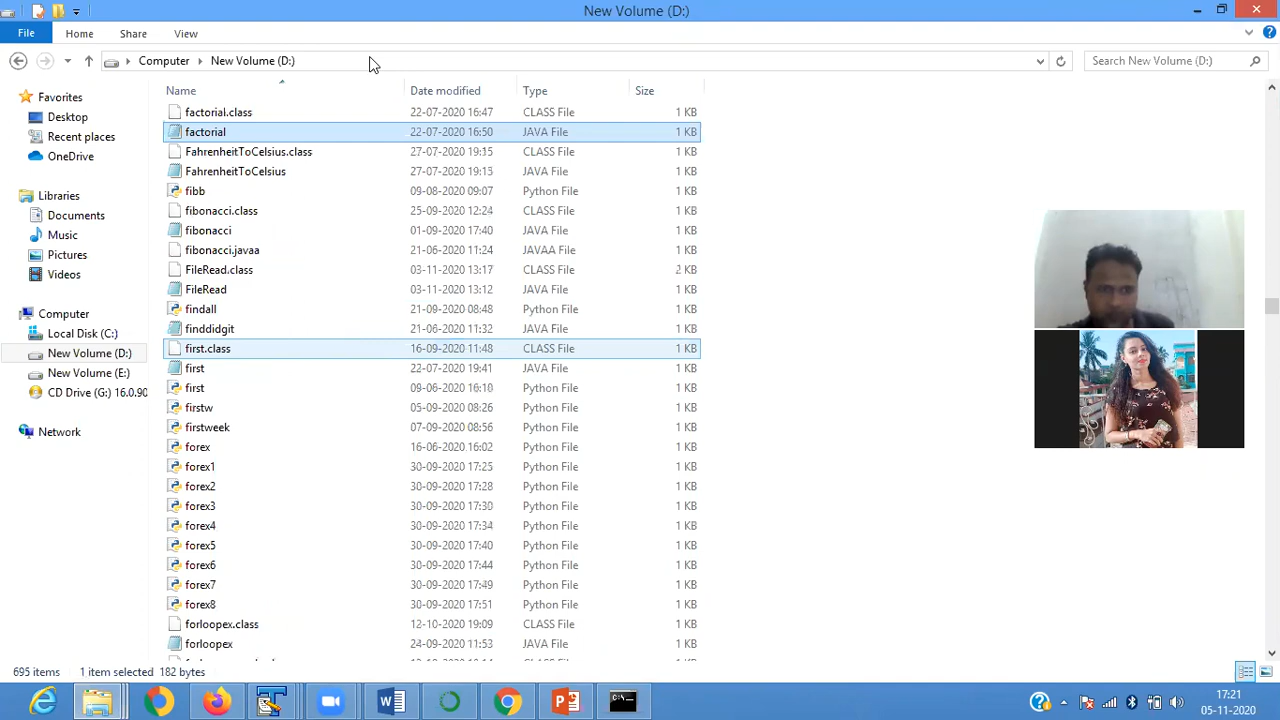 New Volume (D:)
File Home Share View
Computer New Volume (D:) Search New Volume (D:)
Name Date modified Type Size
Favorites
Desktop
Recent places
OneDrive
Libraries
Documents
Music
Pictures
Videos
Computer
Local Disk (C:)
New Volume (D:)
New Volume (E:)
CD Drive (G:) 16.0.90
Network
factorial.class 22-07-2020 16:47 CLASS File 1 KB
factorial 22-07-2020 16:50 JAVA File 1 KB
FahrenheitToCelsius.class 27-07-2020 19:15 CLASS File 1 KB
FahrenheitToCelsius 27-07-2020 19:13 JAVA File 1 KB
fibb 09-08-2020 09:07 Python File 1 KB
fibonacci.class 25-09-2020 12:24 CLASS File 1 KB
fibonacci 01-09-2020 17:40 JAVA File 1 KB
fibonacci.javaa 21-06-2020 11:24 JAVAA File 1 KB
FileRead.class 03-11-2020 13:17 CLASS File 2 KB
FileRead 03-11-2020 13:12 JAVA File 1 KB
findall 21-09-2020 08:48 Python File 1 KB
finddidgit 21-06-2020 11:32 JAVA File 1 KB
first.class 16-09-2020 11:48 CLASS File 1 KB
first 22-07-2020 19:41 JAVA File 1 KB
first 09-06-2020 16:10 Python File 1 KB
firstw 05-09-2020 08:26 Python File 1 KB
firstweek 07-09-2020 08:56 Python File 1 KB
forex 16-06-2020 16:02 Python File 1 KB
forex1 30-09-2020 17:25 Python File 1 KB
forex2 30-09-2020 17:28 Python File 1 KB
forex3 30-09-2020 17:30 Python File 1 KB
forex4 30-09-2020 17:34 Python File 1 KB
forex5 30-09-2020 17:40 Python File 1 KB
forex6 30-09-2020 17:44 Python File 1 KB
forex7 30-09-2020 17:49 Python File 1 KB
forex8 30-09-2020 17:51 Python File 1 KB
forloopex.class 12-10-2020 19:09 CLASS File 1 KB
forloopex 24-09-2020 11:53 JAVA File 1 KB
695 items 1 item selected 182 bytes
17:21
05-11-2020